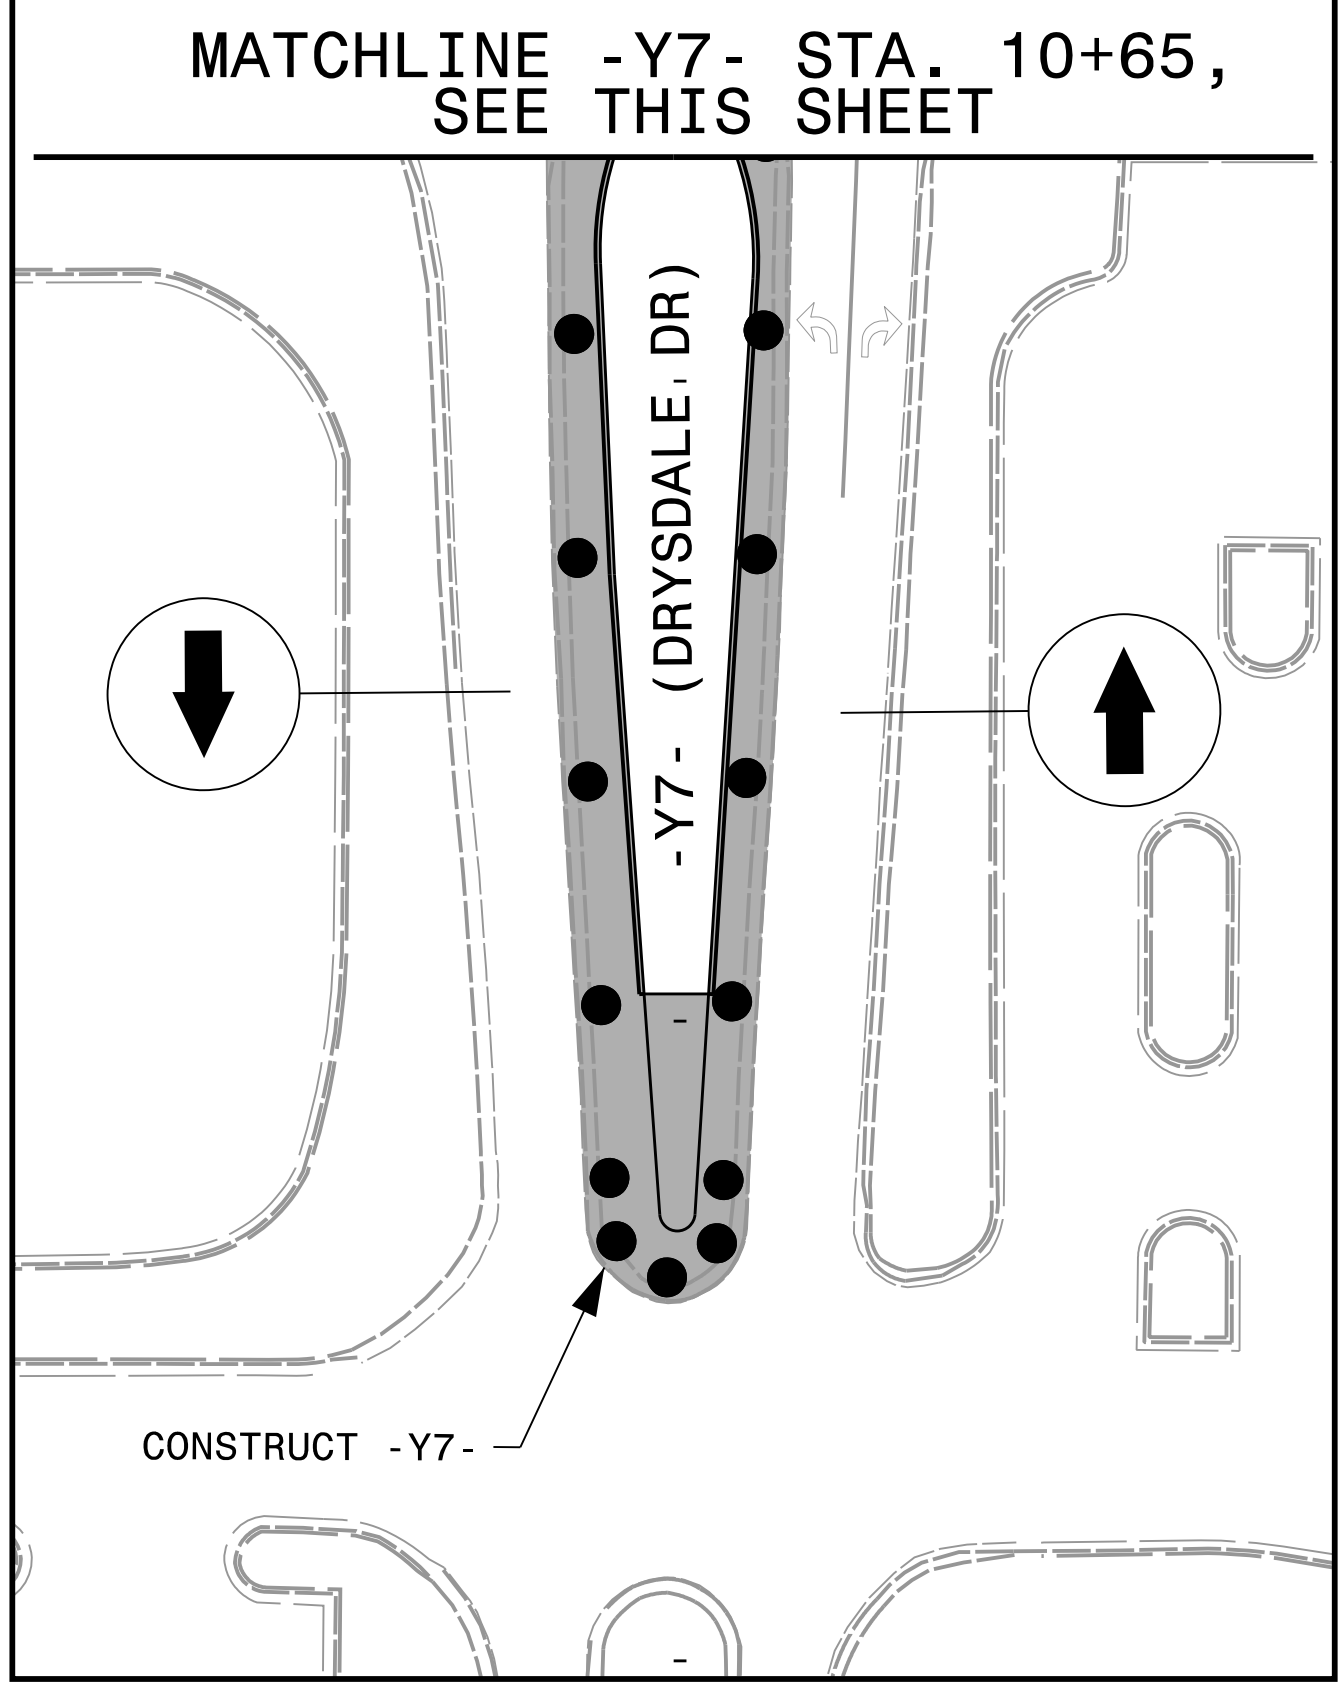 MATCHLINE -Y7- STA. 10+65,
SEE THIS SHEET
-Y7- (DRYSDALE DR)
CONSTRUCT -Y7-